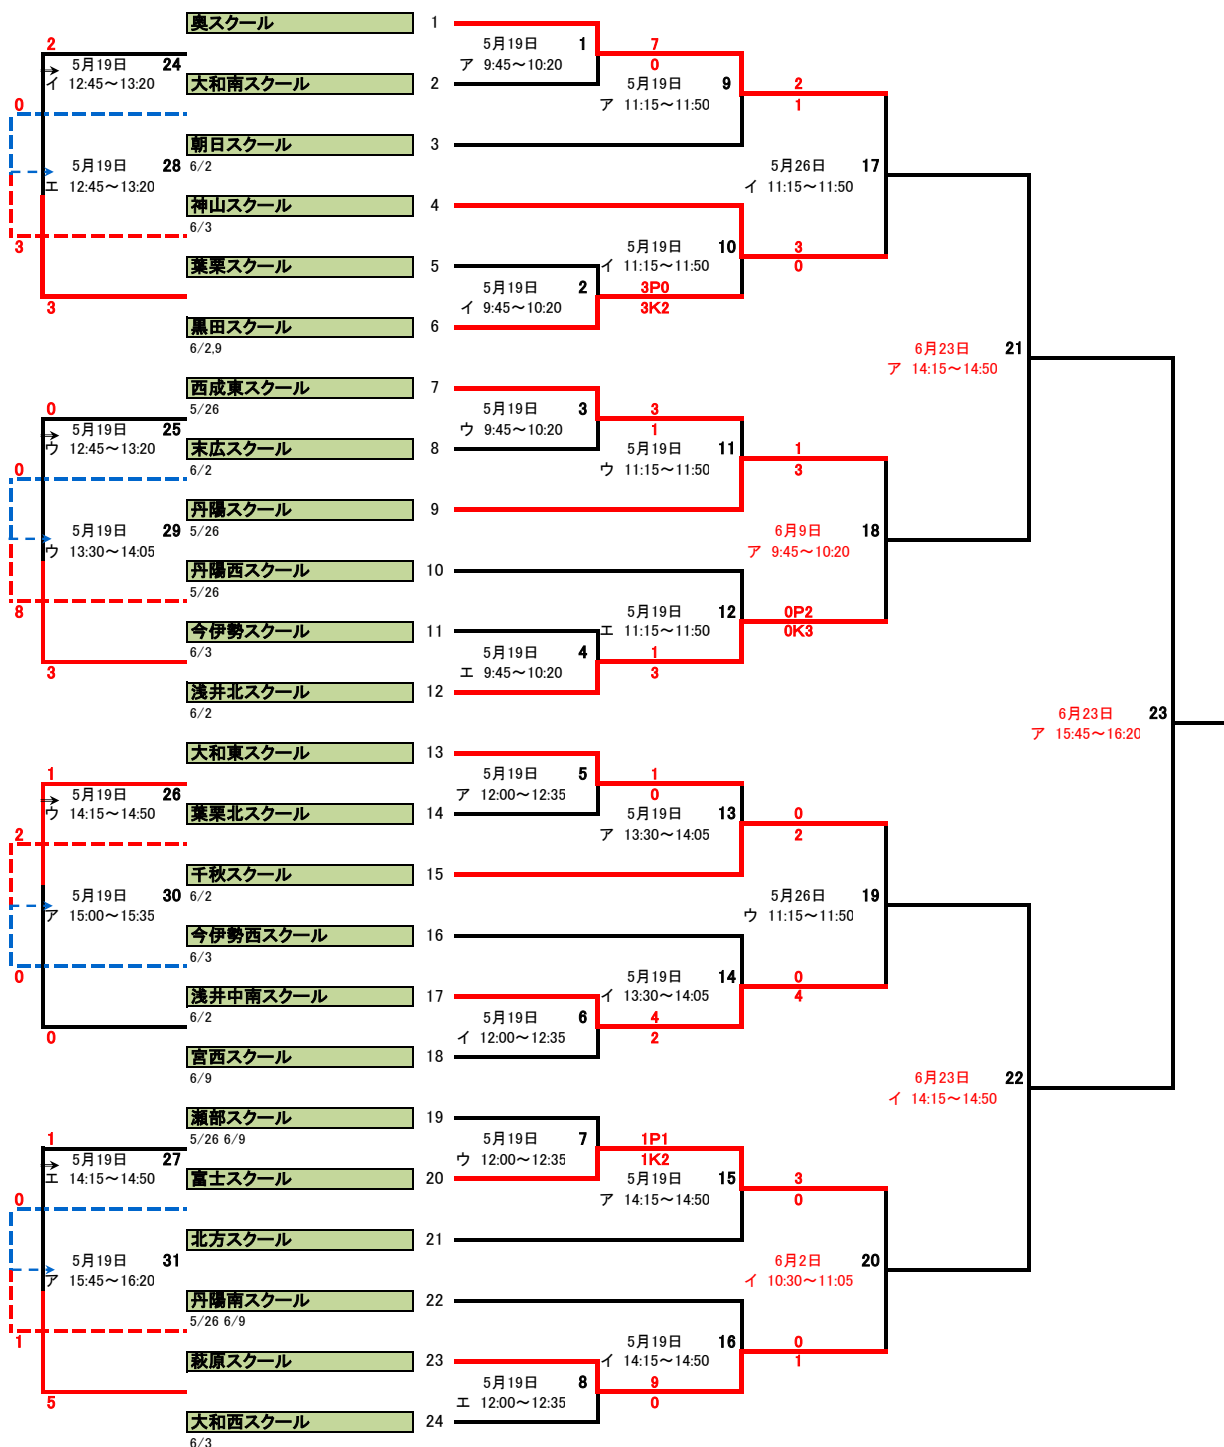 奥スクール 1
2 5月19日 1 7
5月19日 24 ア 9:45～10:20 0
イ 12:45～13:20 大和南スクール 2 5月19日 9 2
0 ア 11:15～11:50 1
朝日スクール 3
5月19日 28 6/2 5月26日 17
エ 12:45～13:20 イ 11:15～11:50
神山スクール 4
6/3
3 5月19日 10 3
葉栗スクール 5 イ 11:15～11:50 0
5月19日 2 3P0
3 イ 9:45～10:20 3K2
黒田スクール 6
6/2,9 6月23日 21
ア 14:15～14:50
西成東スクール 7
0 5/26 5月19日 3 3
5月19日 25 ウ 9:45～10:20 1
ウ 12:45～13:20 末広スクール 8 5月19日 11 1
0 6/2 ウ 11:15～11:50 3
丹陽スクール 9
5月19日 29 5/26 6月9日 18
ウ 13:30～14:05 ア 9:45～10:20
丹陽西スクール 10
5/26
8 5月19日 12 0P2
今伊勢スクール 11 エ 11:15～11:50 0K3
6/3 5月19日 4 1
3 エ 9:45～10:20 3
浅井北スクール 12
6/2 6月23日 23
ア 15:45～16:20
大和東スクール 13
1 5月19日 5 1
5月19日 26 ア 12:00～12:35 0
ウ 14:15～14:50 葉栗北スクール 14 5月19日 13 0
2 ア 13:30～14:05 2
千秋スクール 15
5月19日 30 6/2 5月26日 19
ア 15:00～15:35 ウ 11:15～11:50
今伊勢西スクール 16
6/3
0 5月19日 14 0
浅井中南スクール 17 イ 13:30～14:05 4
6/2 5月19日 6 4
0 イ 12:00～12:35 2
宮西スクール 18
6/9 6月23日 22
イ 14:15～14:50
瀬部スクール 19
1 5/26 6/9 5月19日 7 1P1
5月19日 27 ウ 12:00～12:35 1K2
エ 14:15～14:50 富士スクール 20 5月19日 15 3
0 ア 14:15～14:50 0
北方スクール 21
5月19日 31 6月2日 20
ア 15:45～16:20 イ 10:30～11:05
丹陽南スクール 22
5/26 6/9
1 5月19日 16 0
萩原スクール 23 イ 14:15～14:50 1
5月19日 8 9
5 エ 12:00～12:35 0
大和西スクール 24
6/3